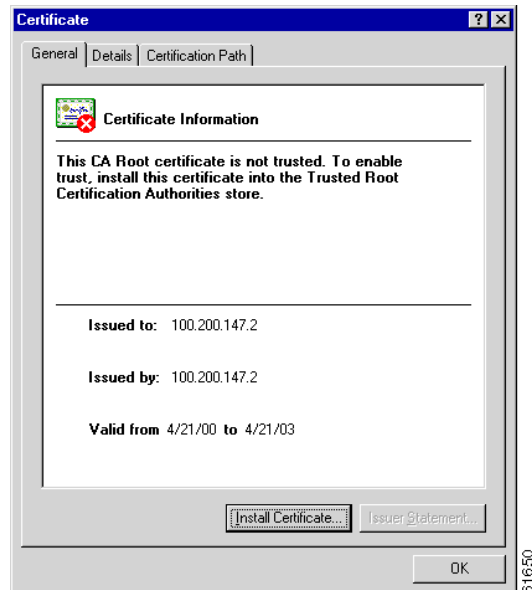 Certificate
General Details Certification Path
Certificate Information
This CA Root certificate is not trusted. To enable
trust, install this certificate into the Trusted Root
Certification Authorities store.
Issued to: 100.200.147.2
Issued by: 100.200.147.2
Valid from 4/21/00 to 4/21/03
Install Certificate... Issuer Statement...
OK
61650